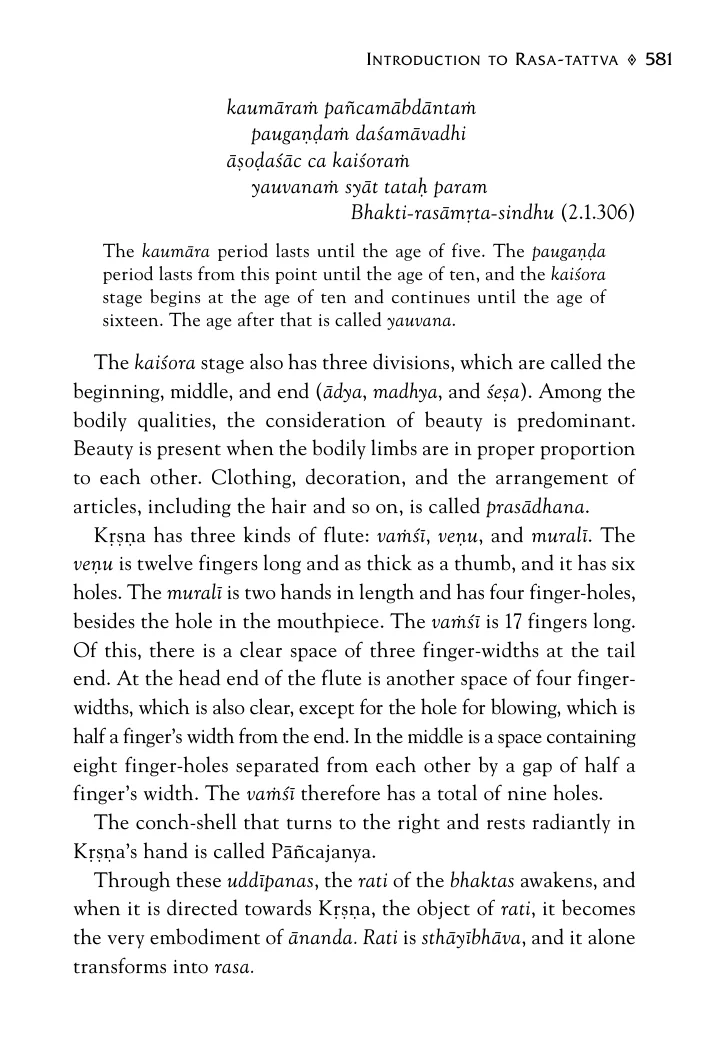 INTRODUCTION TO RASA-TATTVA ◊ 581
kaumāraṁ pañcamābdāntaṁ
paugaṇḍaṁ daśamāvadhi
āṣoḍaśāc ca kaiśoraṁ
yauvanaṁ syāt tataḥ param
Bhakti-rasāmṛta-sindhu (2.1.306)
The kaumāra period lasts until the age of five. The paugaṇḍa
period lasts from this point until the age of ten, and the kaiśora
stage begins at the age of ten and continues until the age of
sixteen. The age after that is called yauvana.
The kaiśora stage also has three divisions, which are called the
beginning, middle, and end (ādya, madhya, and śeṣa). Among the
bodily qualities, the consideration of beauty is predominant.
Beauty is present when the bodily limbs are in proper proportion
to each other. Clothing, decoration, and the arrangement of
articles, including the hair and so on, is called prasādhana.
Kṛṣṇa has three kinds of flute: vaṁśī, veṇu, and muralī. The
veṇu is twelve fingers long and as thick as a thumb, and it has six
holes. The muralī is two hands in length and has four finger-holes,
besides the hole in the mouthpiece. The vaṁśī is 17 fingers long.
Of this, there is a clear space of three finger-widths at the tail
end. At the head end of the flute is another space of four finger-
widths, which is also clear, except for the hole for blowing, which is
half a finger's width from the end. In the middle is a space containing
eight finger-holes separated from each other by a gap of half a
finger's width. The vaṁśī therefore has a total of nine holes.
The conch-shell that turns to the right and rests radiantly in
Kṛṣṇa's hand is called Pāñcajanya.
Through these uddīpanas, the rati of the bhaktas awakens, and
when it is directed towards Kṛṣṇa, the object of rati, it becomes
the very embodiment of ānanda. Rati is sthāyībhāva, and it alone
transforms into rasa.